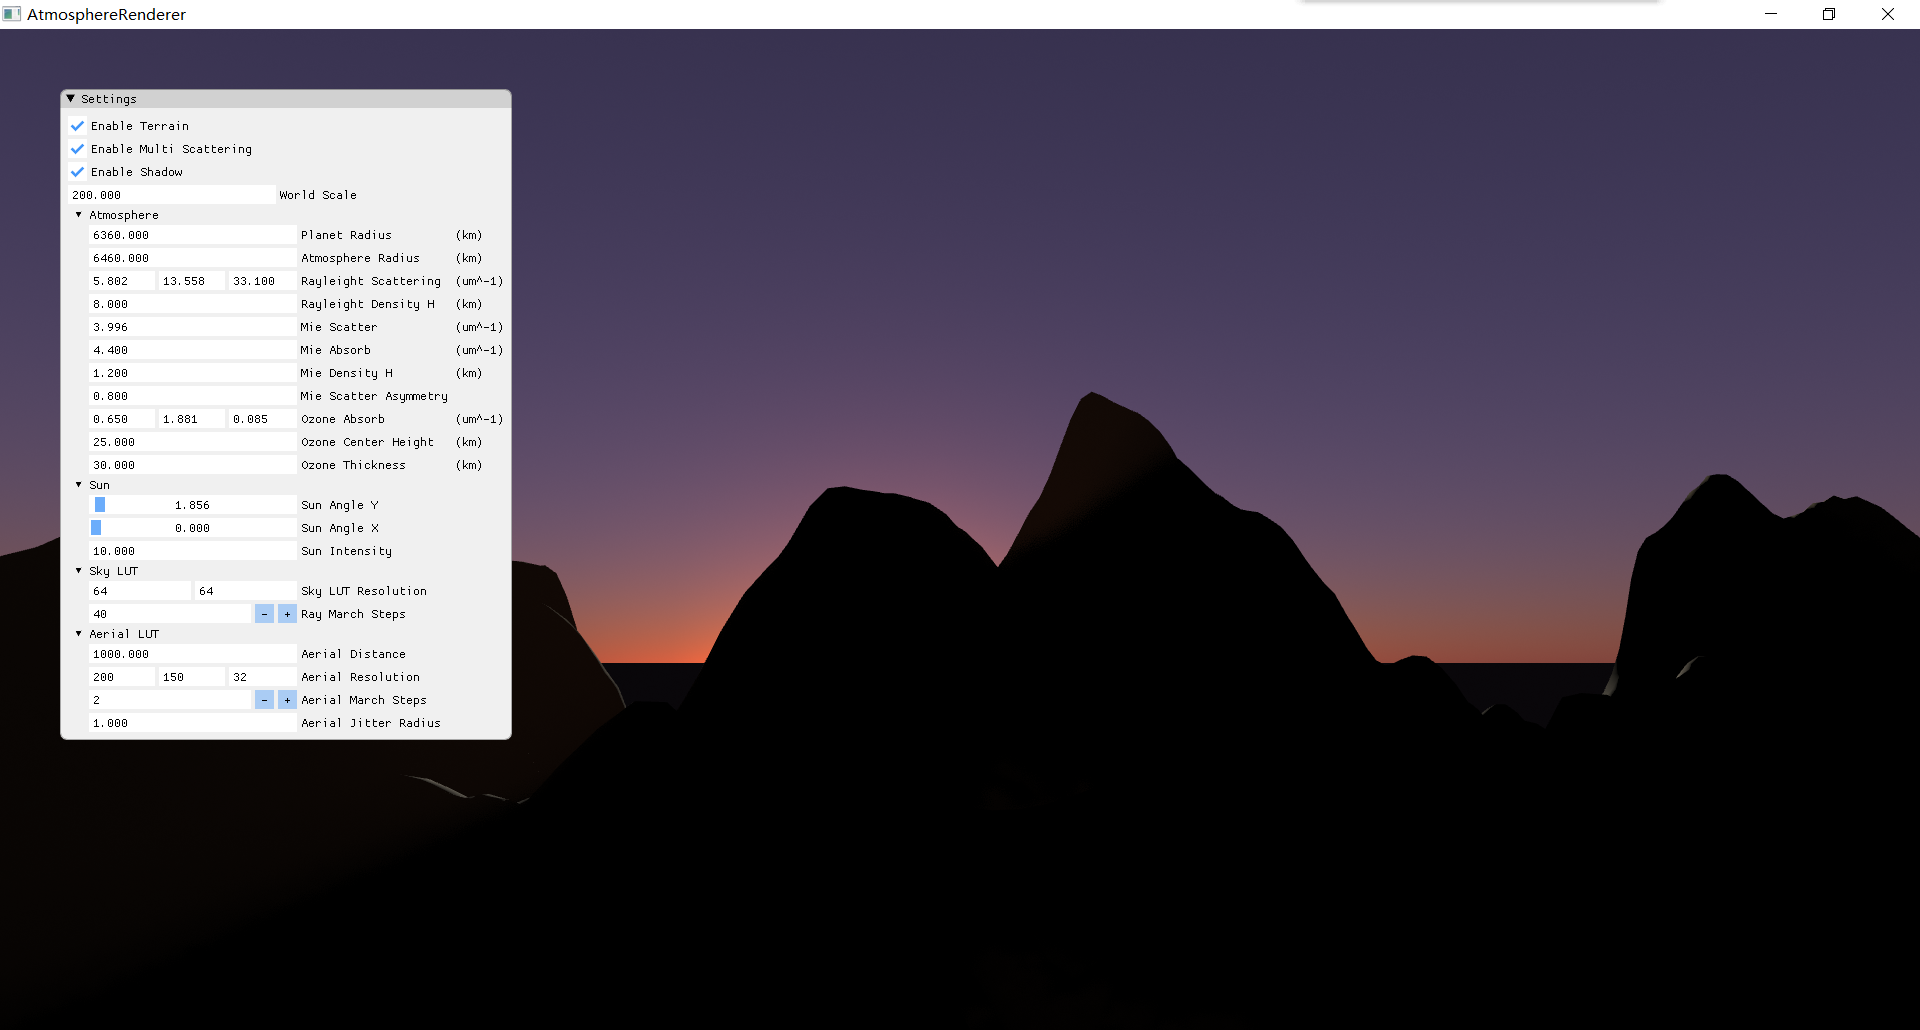 AtmosphereRenderer
Settings
Enable Terrain
Enable Multi Scattering
Enable Shadow
200.000 World Scale
Atmosphere
6360.000 Planet Radius (km)
6460.000 Atmosphere Radius (km)
5.802 13.558 33.100 Rayleight Scattering (um^-1)
8.000 Rayleight Density H (km)
3.996 Mie Scatter (um^-1)
4.400 Mie Absorb (um^-1)
1.200 Mie Density H (km)
0.800 Mie Scatter Asymmetry
0.650 1.881 0.085 Ozone Absorb (um^-1)
25.000 Ozone Center Height (km)
30.000 Ozone Thickness (km)
Sun
1.856 Sun Angle Y
0.000 Sun Angle X
10.000 Sun Intensity
Sky LUT
64 64 Sky LUT Resolution
40 - + Ray March Steps
Aerial LUT
1000.000 Aerial Distance
200 150 32 Aerial Resolution
2 - + Aerial March Steps
1.000 Aerial Jitter Radius